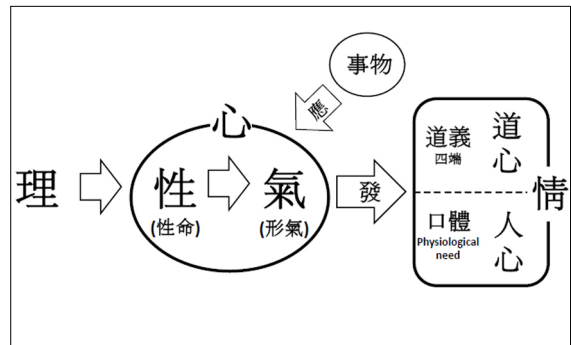 事物
應
心
理
性
(性命)
氣
(形氣)
發
道義
四端
道心
情
口體
Physiological
need
人心